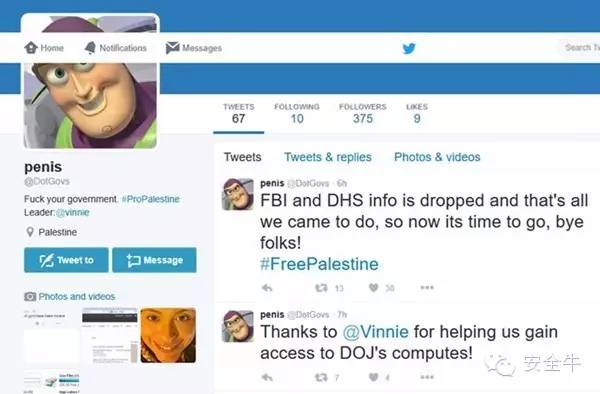 Home Notifications Messages Search Tw
TWEETS FOLLOWING FOLLOWERS LIKES
67 10 375 9
penis
@DotGovs
Fuck your government. #ProPalestine
Leader:@vinnie
Palestine
Tweet to Message
Photos and videos
Tweets Tweets & replies Photos & videos
penis @DotGovs · 6h
FBI and DHS info is dropped and that's all
we came to do, so now its time to go, bye
folks!
#FreePalestine
13 30
penis @DotGovs · 7h
Thanks to @Vinnie for helping us gain
access to DOJ's computes!
7 4
安全牛